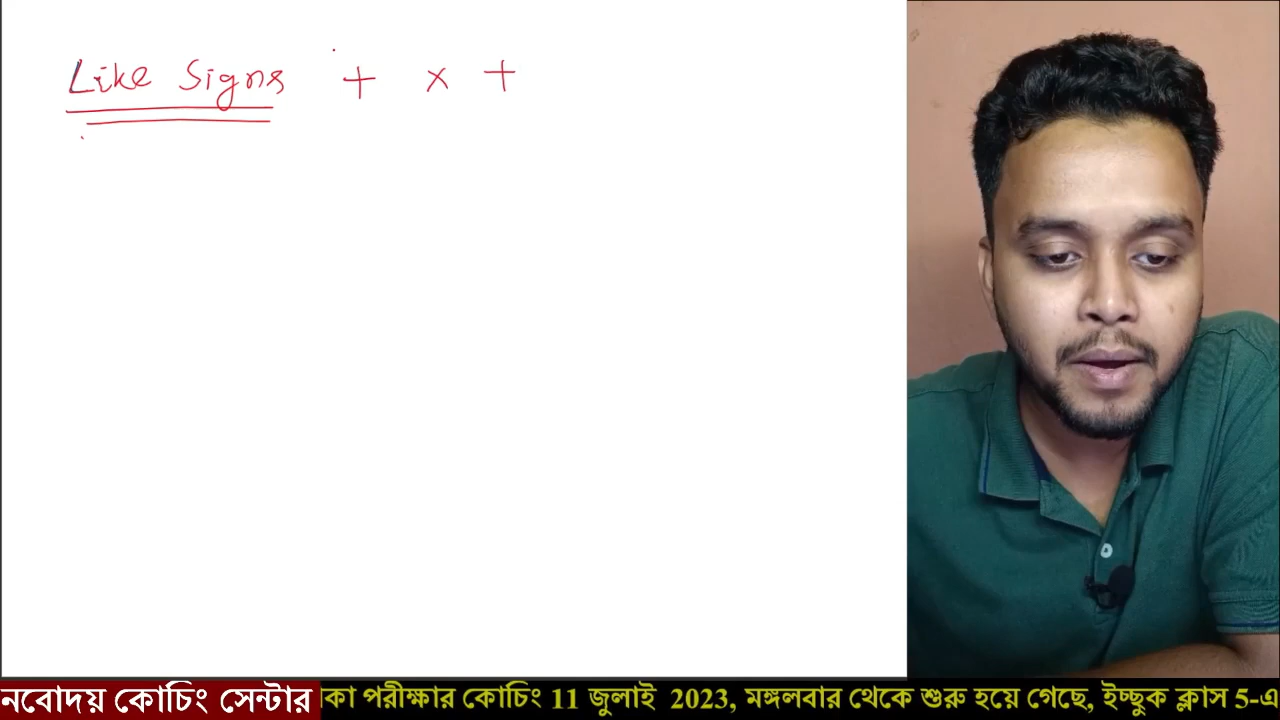 Like Signs + × +
নবোদয় কোচিং সেন্টার কা পরীক্ষার কোচিং 11 জুলাই 2023, মঙ্গলবার থেকে শুরু হয়ে গেছে, ইচ্ছুক ক্লাস 5-এ